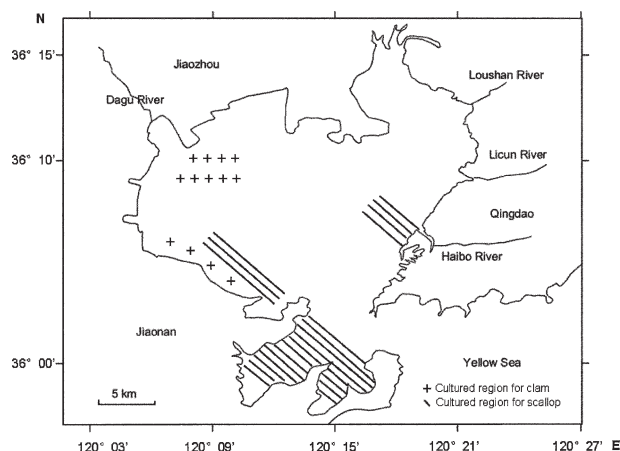 N
36° 15'
Jiaozhou
Loushan River
Dagu River
36° 10'
Licun River
Qingdao
Haibo River
Jiaonan
36° 00'
Yellow Sea
+ Cultured region for clam
\ Cultured region for scallop
5 km
120° 03' 120° 09' 120° 15' 120° 21' 120° 27' E